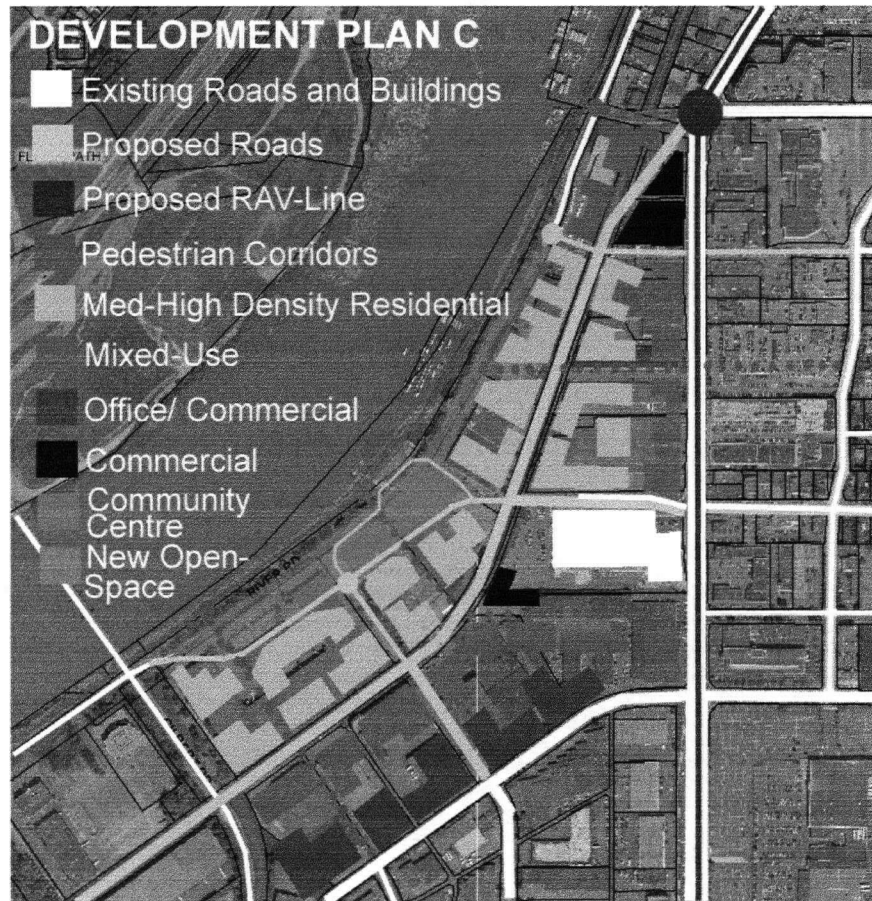 DEVELOPMENT PLAN C
Existing Roads and Buildings
Proposed Roads
Proposed RAV-Line
Pedestrian Corridors
Med-High Density Residential
Mixed-Use
Office/ Commercial
Commercial
Community
Centre
New Open-
Space